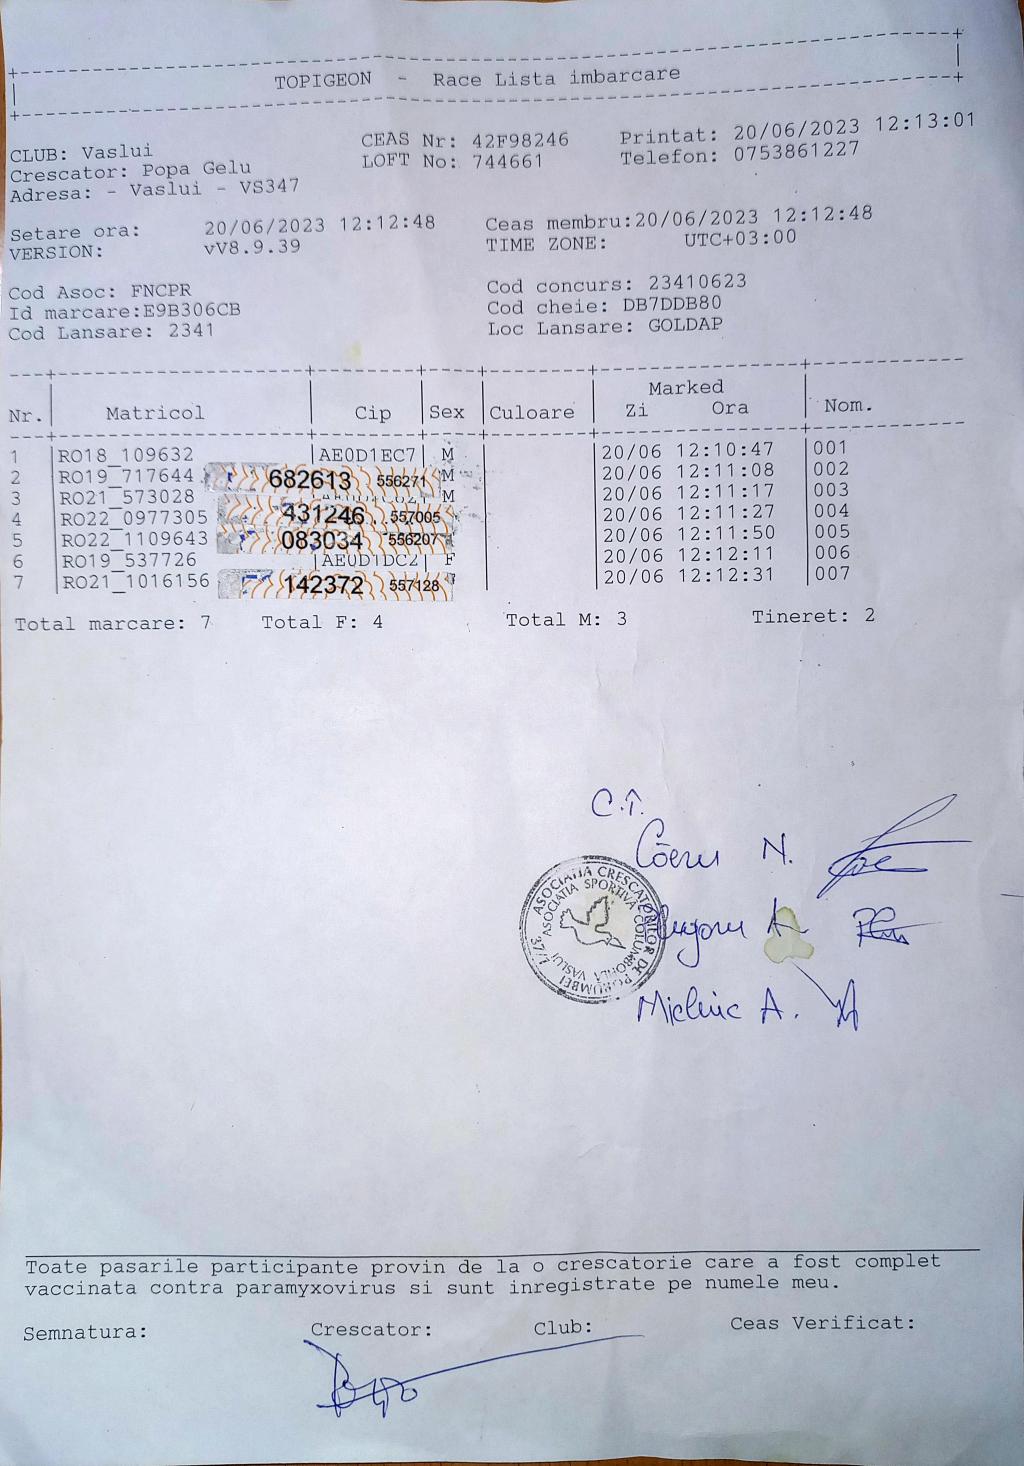 TOPIGEON - Race Lista imbarcare
CLUB: Vaslui CEAS Nr: 42F98246 Printat: 20/06/2023 12:13:01
Crescator: Popa Gelu LOFT No: 744661 Telefon: 0753861227
Adresa: - Vaslui - VS347
Setare ora: 20/06/2023 12:12:48 Ceas membru:20/06/2023 12:12:48
VERSION: vV8.9.39 TIME ZONE: UTC+03:00
Cod Asoc: FNCPR Cod concurs: 23410623
Id marcare:E9B306CB Cod cheie: DB7DDB80
Cod Lansare: 2341 Loc Lansare: GOLDAP
Marked
Nr. Matricol Cip Sex Culoare Zi Ora Nom.
1 RO18_109632 AE0D1EC7 M 20/06 12:10:47 001
2 RO19_717644 682613 556271 M 20/06 12:11:08 002
3 RO21_573028 M 20/06 12:11:17 003
4 RO22_0977305 431246 557005 20/06 12:11:27 004
5 RO22_1109643 083034 556207 20/06 12:11:50 005
6 RO19_537726 AE0D1DC2 F 20/06 12:12:11 006
7 RO21_1016156 142372 557128 20/06 12:12:31 007
Total marcare: 7 Total F: 4 Total M: 3 Tineret: 2
C.T.
N.
ASOCIATIA CRESCATORILOR DE PORUMBEI
ASOCIATIA SPORTIVA COLUMBOFILA VASLUI
A.
A.
Toate pasarile participante provin de la o crescatorie care a fost complet
vaccinata contra paramyxovirus si sunt inregistrate pe numele meu.
Semnatura: Crescator: Club: Ceas Verificat: